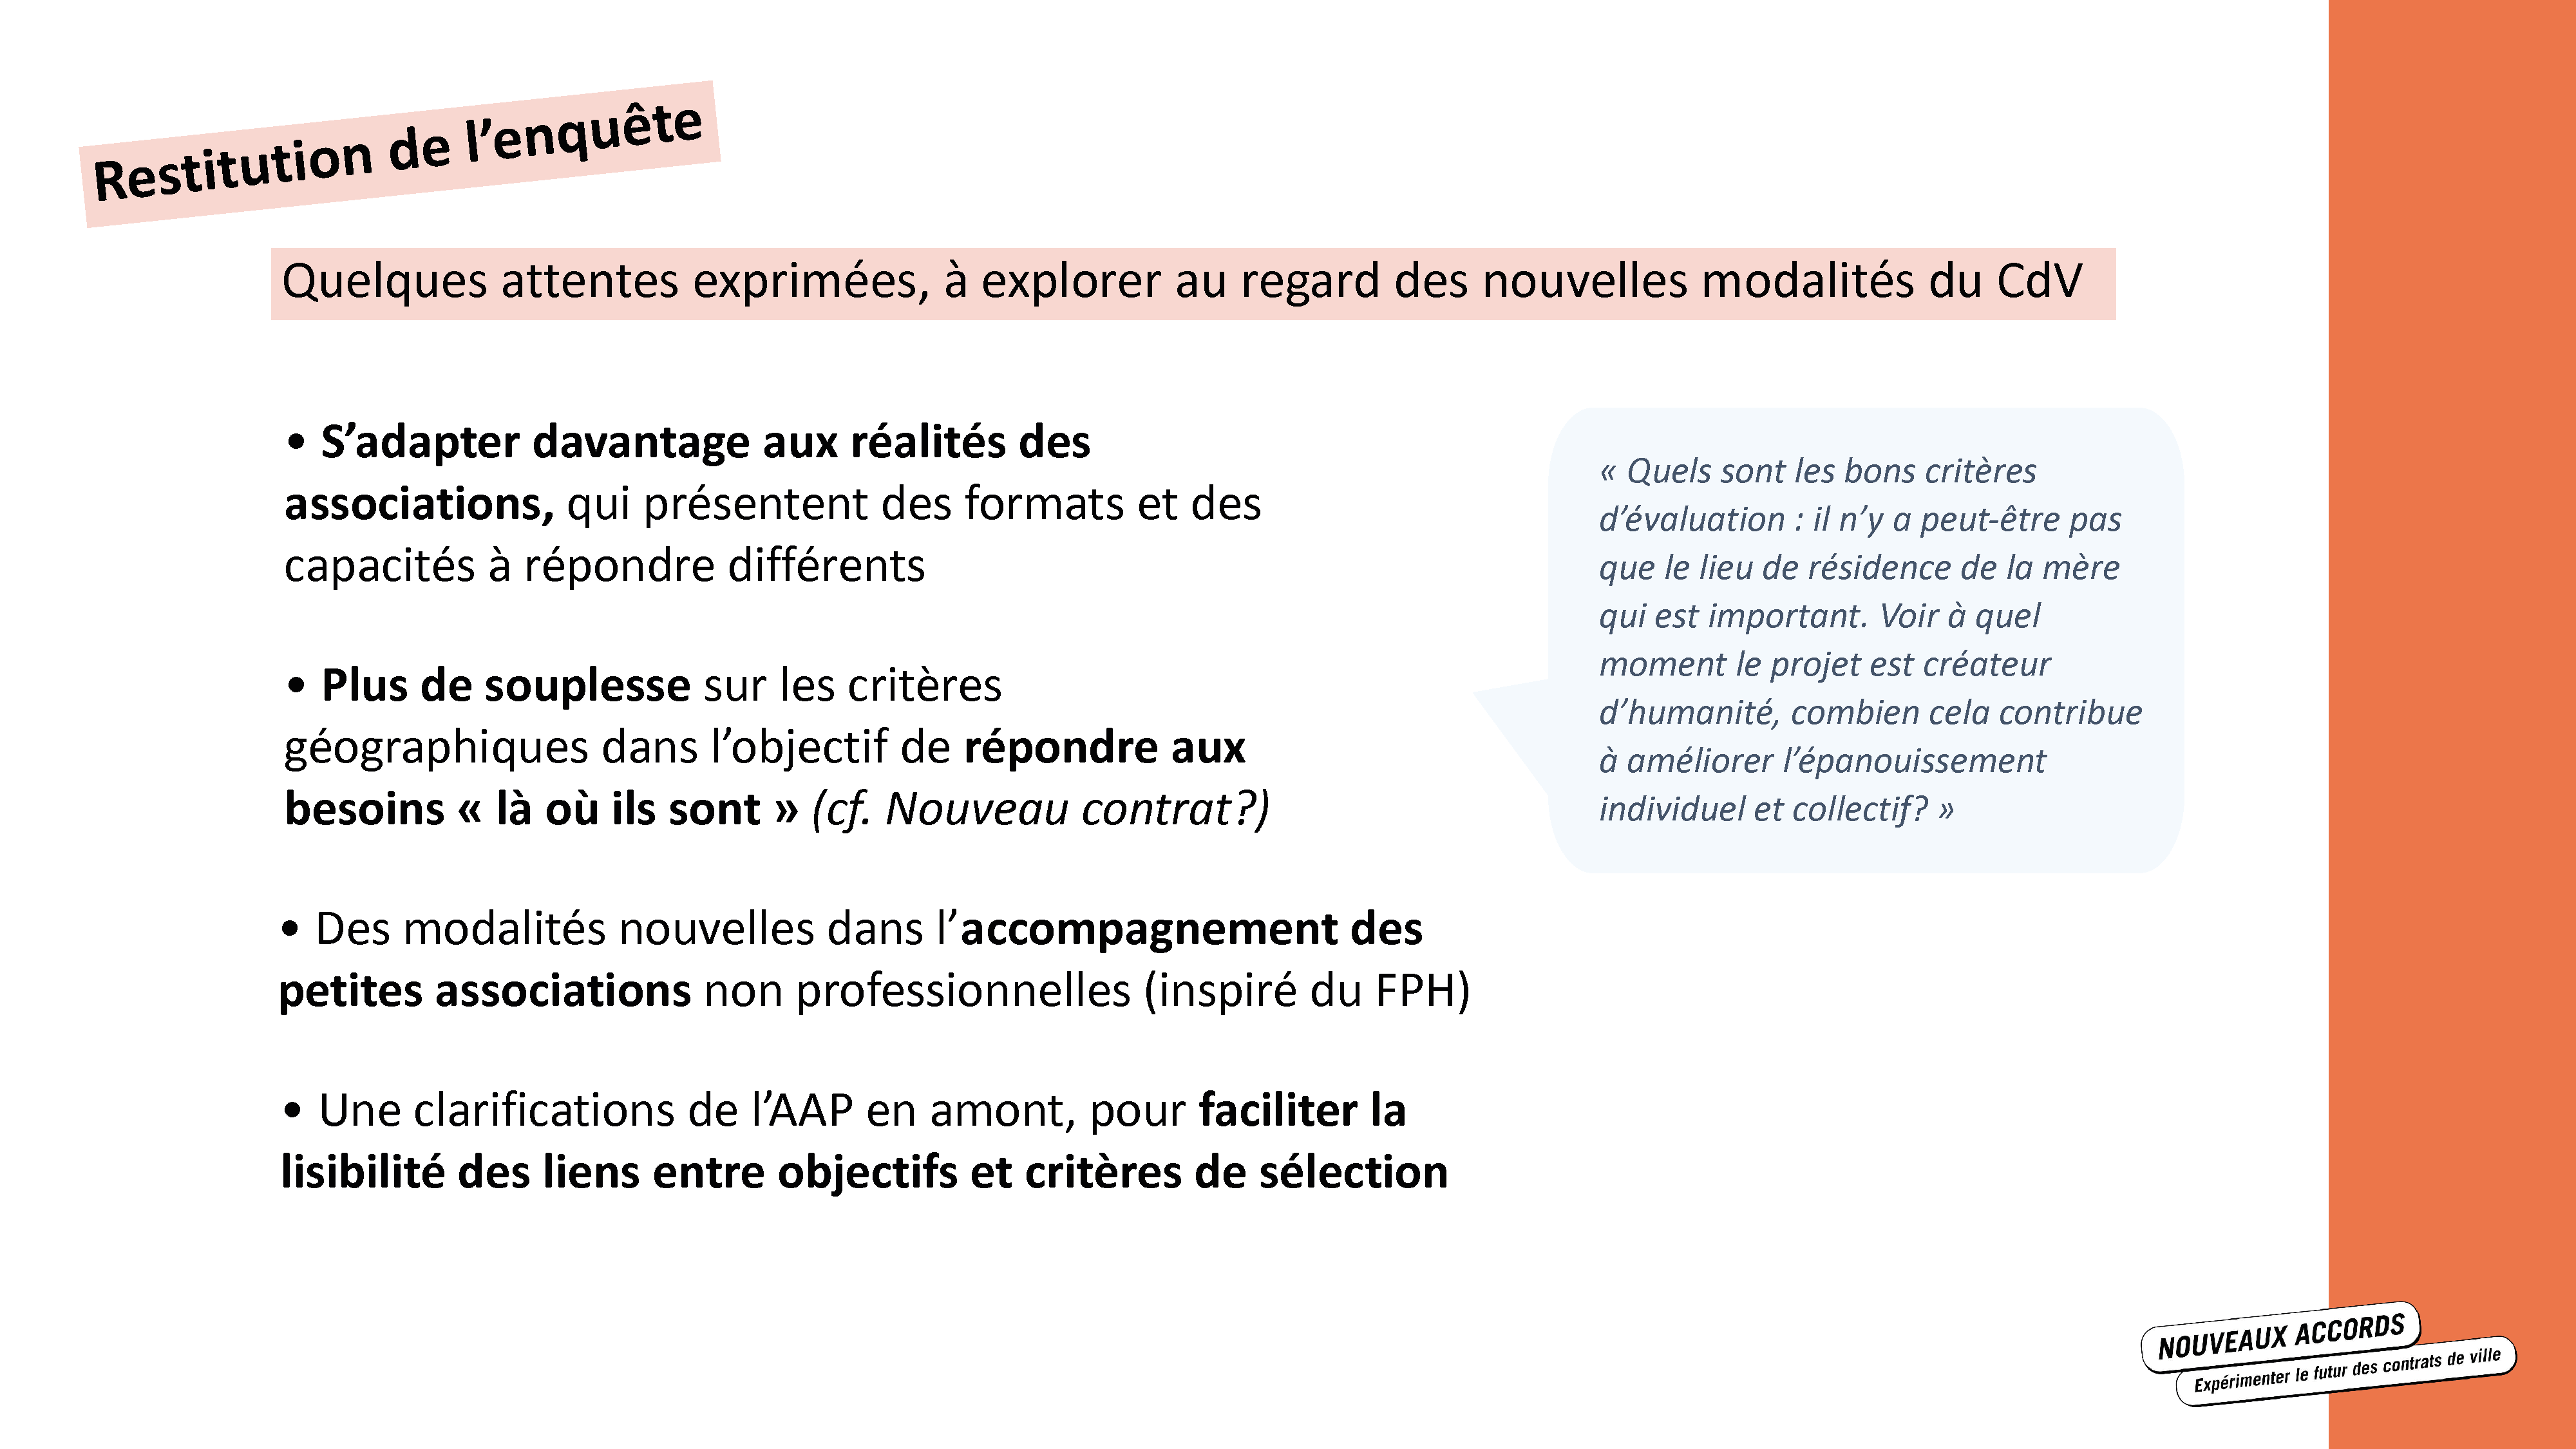 Restitution de l’enquête
Quelques attentes exprimées, à explorer au regard des nouvelles modalités du CdV
• S’adapter davantage aux réalités des
associations, qui présentent des formats et des
capacités à répondre différents
• Plus de souplesse sur les critères
géographiques dans l’objectif de répondre aux
besoins « là où ils sont » (cf. Nouveau contrat?)
• Des modalités nouvelles dans l’accompagnement des
petites associations non professionnelles (inspiré du FPH)
• Une clarifications de l’AAP en amont, pour faciliter la
lisibilité des liens entre objectifs et critères de sélection
« Quels sont les bons critères
d’évaluation : il n’y a peut-être pas
que le lieu de résidence de la mère
qui est important. Voir à quel
moment le projet est créateur
d’humanité, combien cela contribue
à améliorer l’épanouissement
individuel et collectif? »
NOUVEAUX ACCORDS
Expérimenter le futur des contrats de ville